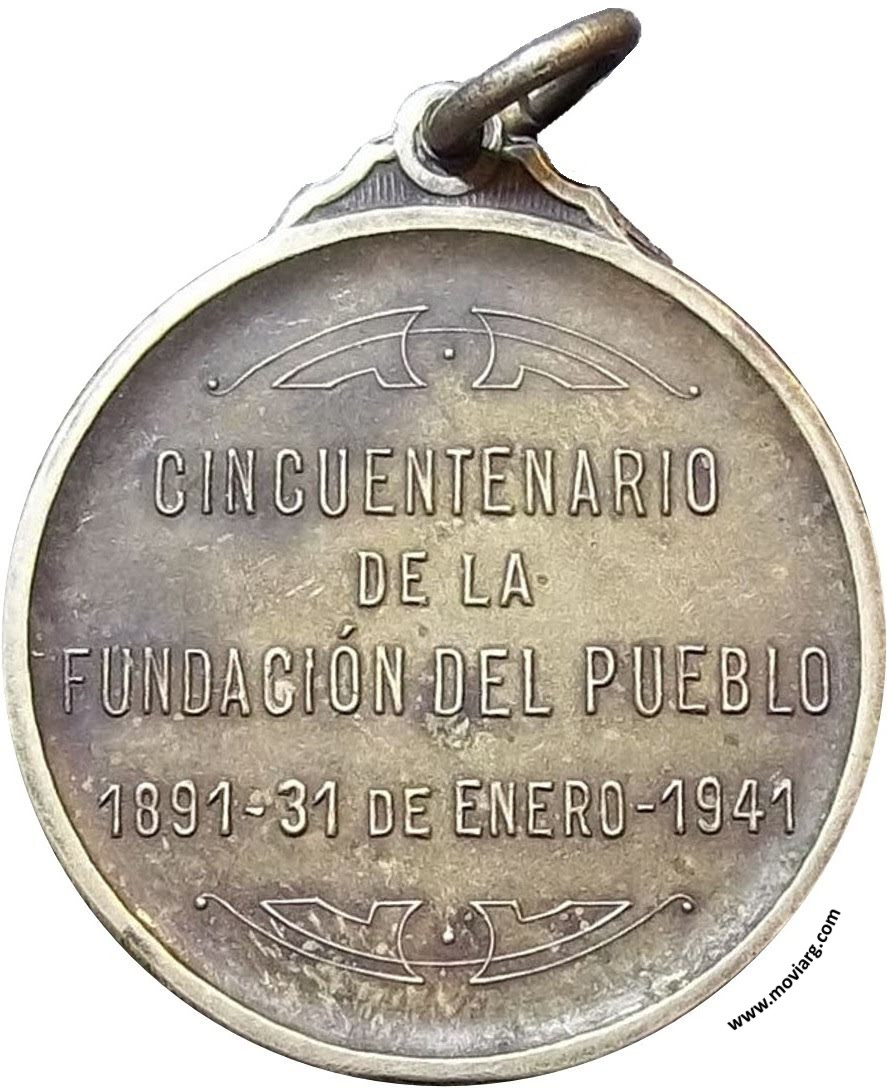 CINCUENTENARIO
DE LA
FUNDACIÓN DEL PUEBLO
1891-31 DE ENERO-1941
www.moviarg.com